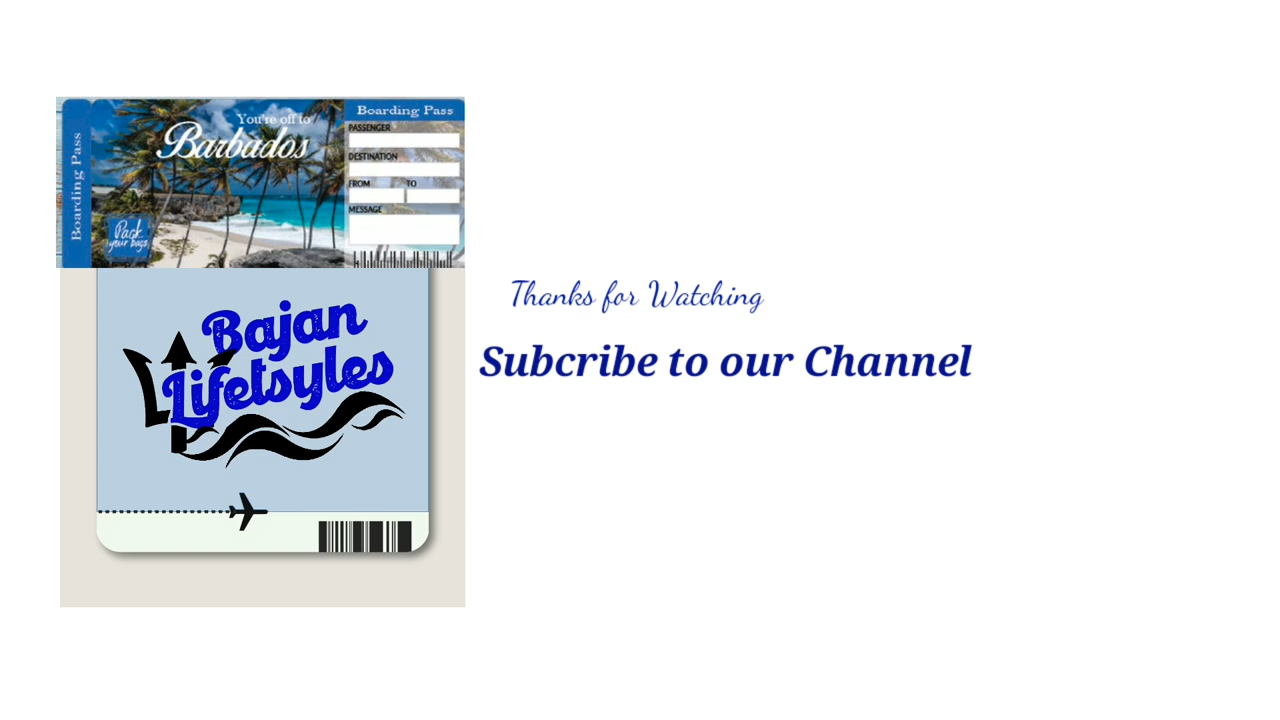 Boarding Pass
You're off to
Barbados
Pack
your bags
Boarding Pass
PASSENGER
DESTINATION
FROM TO
MESSAGE
Bajan
Lifetsyles
Thanks for Watching
Subcribe to our Channel